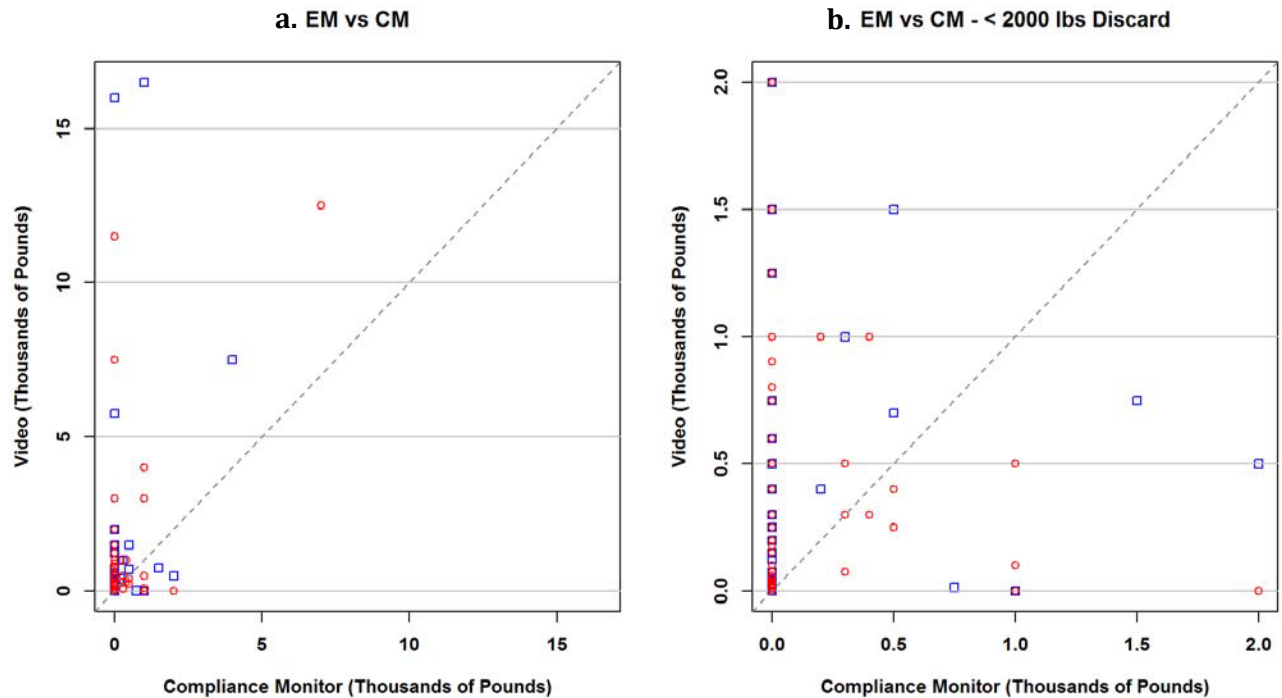 a. EM vs CM
15
10
5
0
Video (Thousands of Pounds)
0 5 10 15
Compliance Monitor (Thousands of Pounds)
b. EM vs CM - < 2000 lbs Discard
2.0
1.5
1.0
0.5
0.0
Video (Thousands of Pounds)
0.0 0.5 1.0 1.5 2.0
Compliance Monitor (Thousands of Pounds)